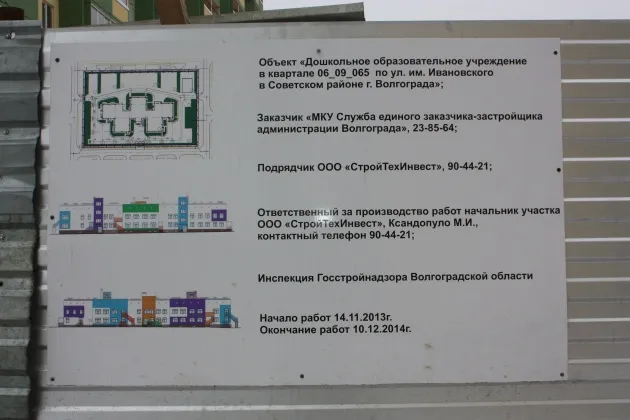 Объект «Дошкольное образовательное учреждение
в квартале 06_09_065 по ул. им. Ивановского
в Советском районе г. Волгограда»;
Заказчик «МКУ Служба единого заказчика-застройщика
администрации Волгограда», 23-85-64;
Подрядчик ООО «СтройТехИнвест», 90-44-21;
Ответственный за производство работ начальник участка
ООО «СтройТехИнвест», Ксандопуло М.И.,
контактный телефон 90-44-21;
Инспекция Госстройнадзора Волгоградской области
Начало работ 14.11.2013г.
Окончание работ 10.12.2014г.